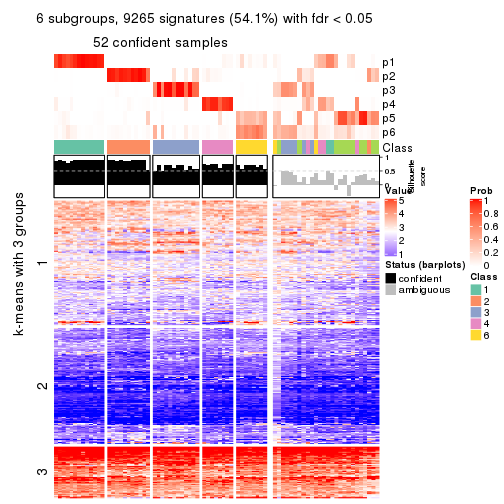 6 subgroups, 9265 signatures (54.1%) with fdr < 0.05
52 confident samples
p1
p2
p3
p4
p5
p6
Class
1
0.5
0
Silhouette
score
k-means with 3 groups
1
2
3
Value
5
4
3
2
1
Status (barplots)
confident
ambiguous
Prob
1
0.8
0.6
0.4
0.2
0
Class
1
2
3
4
6